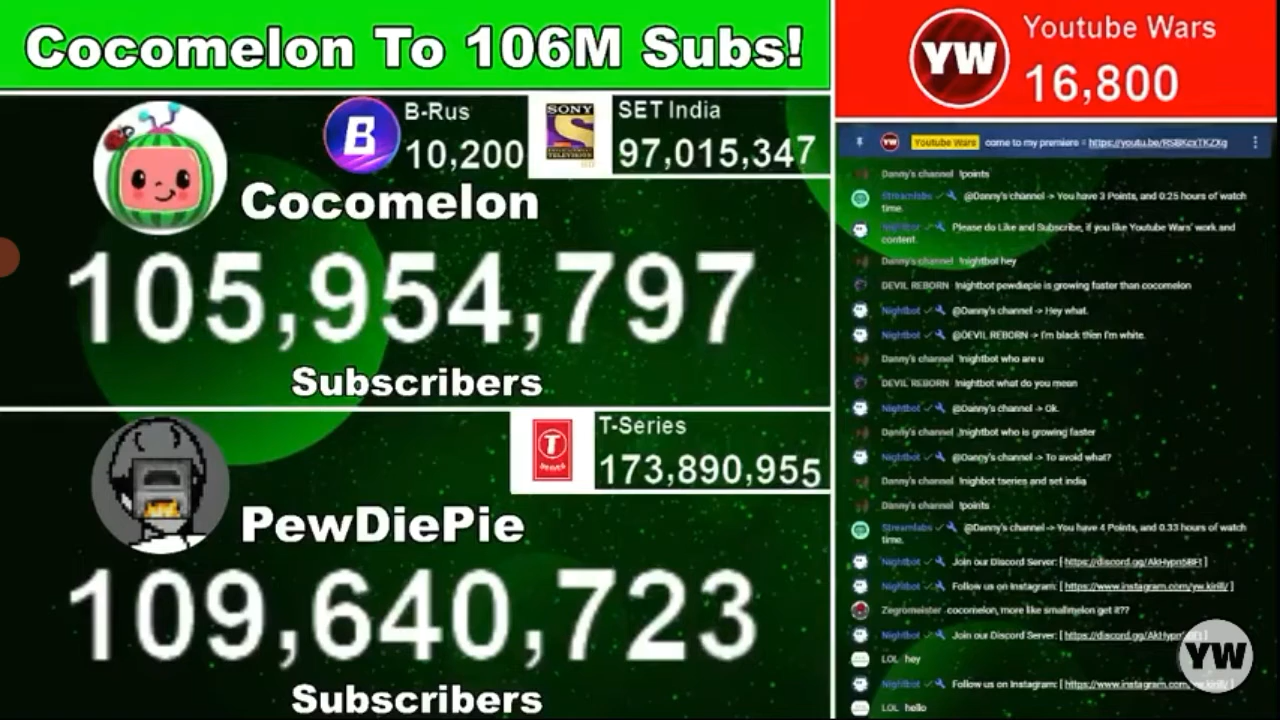 Cocomelon To 106M Subs!
YW
Youtube Wars
16,800
B
B-Rus
10,200
SONY
SET India
97,015,347
Cocomelon
105,954,797
Subscribers
T-Series
173,890,955
PewDiePie
109,640,723
Subscribers
Youtube Wars come to my premiere =
Danny's channel !points
Streamlabs @Danny's channel -> You have 3 Points, and 0.25 hours of watch
time.
Nightbot Please do Like and Subscribe, if you like Youtube Wars' work and
content.
Danny's channel !nightbot hey
DEVIL REBORN !nightbot pewdiepie is growing faster than cocomelon
Nightbot @Danny's channel -> Hey what.
Nightbot @DEVIL REBORN -> I'm black then I'm white.
Danny's channel !nightbot who are u
DEVIL REBORN !nightbot what do you mean
Nightbot @Danny's channel -> Ok.
Danny's channel !nightbot who is growing faster
Nightbot @Danny's channel -> To avoid what?
Danny's channel !nightbot tseries and set india
Danny's channel !points
Streamlabs @Danny's channel -> You have 4 Points, and 0.33 hours of watch
time.
Nightbot Join our Discord Server: [
Nightbot Follow us on Instagram: [ https://www.instagram.com/yw.kirill/ ]
Zegromeister cocomelon, more like smallmelon get it??
Nightbot Join our Discord Server: [
LOL hey
Nightbot Follow us on Instagram: [
LOL hello
YW